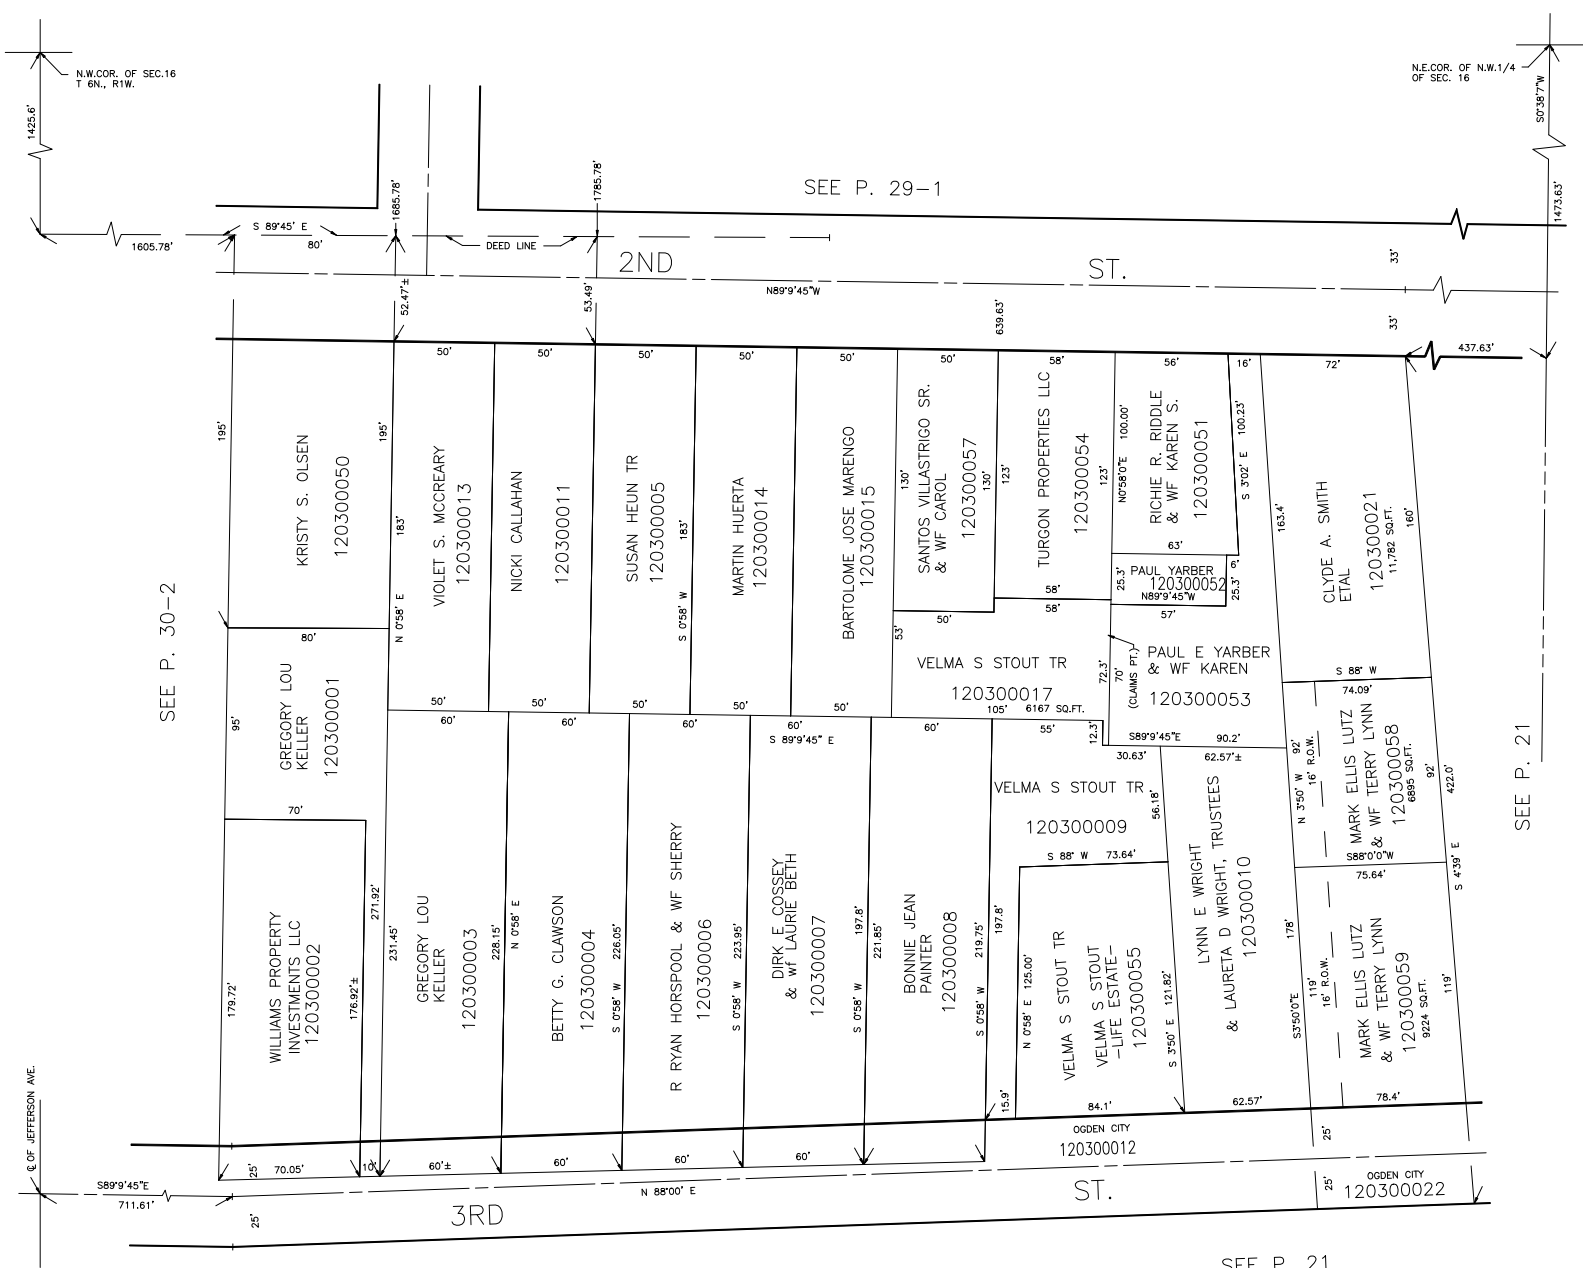 N.W.COR. OF SEC.16
T 6N., R1W.
N.E.COR. OF N.W.1/4
OF SEC. 16
1425.6'
S0°38'7"W
1473.63'
SEE P. 29-1
1685.78'
1785.78'
S 89°45' E
80'
1605.78'
DEED LINE
2ND ST.
N89°9'45"W
33'
33'
52.47'±
53.49'
639.63'
437.63'
50'
50'
50'
50'
50'
50'
58'
56'
16'
72'
195'
KRISTY S. OLSEN
120300050
195'
183'
N 0°58' E
VIOLET S. MCCREARY
120300013
NICKI CALLAHAN
120300011
SUSAN HEUN TR
120300005
183'
S 0°58' W
MARTIN HUERTA
120300014
BARTOLOME JOSE MARENGO
120300015
130'
SANTOS VILLASTRIGO SR.
& WF CAROL
120300057
130'
123'
TURGON PROPERTIES LLC
120300054
123'
N0°58'0"E 100.00'
RICHIE R. RIDDLE
& WF KAREN S.
120300051
S 3°02' E 100.23'
163.4'
CLYDE A. SMITH
ETAL
120300021
11,782 SQ.FT.
160'
63'
6'
25.3'
PAUL YARBER
120300052
N89°9'45"W
25.3'
57'
58'
58'
50'
53'
VELMA S STOUT TR
120300017
105' 6167 SQ.FT.
72.3'
70'
(CLAIMS PT.)
PAUL E YARBER
& WF KAREN
120300053
S89°9'45"E 90.2'
12.3'
SEE P. 30-2
80'
95'
GREGORY LOU
KELLER
120300001
70'
50'
50'
50'
50'
50'
60'
60'
60'
60'
60'
55'
S 89°9'45" E
30.63'
62.57'±
S 88° W
74.09'
N 3°50' W 92'
16' R.O.W.
MARK ELLIS LUTZ
& WF TERRY LYNN
120300058
6895 SQ.FT.
92'
422.0'
S 4°39' E
SEE P. 21
VELMA S STOUT TR
120300009
56.18'
S 88° W 73.64'
S88°0'0"W
75.64'
179.72'
WILLIAMS PROPERTY
INVESTMENTS LLC
120300002
176.92'±
271.92'
231.45'
GREGORY LOU
KELLER
120300003
228.15'
N 0°58' E
BETTY G. CLAWSON
120300004
S 0°58' W 226.05'
R RYAN HORSPOOL & WF SHERRY
120300006
S 0°58' W 223.95'
DIRK E COSSEY
& wf LAURIE BETH
120300007
S 0°58' W 197.8'
221.85'
BONNIE JEAN
PAINTER
120300008
S 0°58' W 219.75'
197.8'
15.9'
N 0°58' E 125.00'
VELMA S STOUT TR
VELMA S STOUT
-LIFE ESTATE-
120300055
S 3°50' E 121.82'
LYNN E WRIGHT
& LAURETA D WRIGHT, TRUSTEES
120300010
S3°50'0"E
178'
119'
16' R.O.W.
MARK ELLIS LUTZ
& WF TERRY LYNN
120300059
9224 SQ.FT.
119'
84.1'
62.57'
78.4'
OGDEN CITY
120300012
25'
OGDEN CITY
120300022
25'
℄ OF JEFFERSON AVE.
25'
70.05'
10'
60'±
60'
60'
60'
S89°9'45"E
711.61'
25'
N 88°00' E
3RD ST.
SEE P. 21